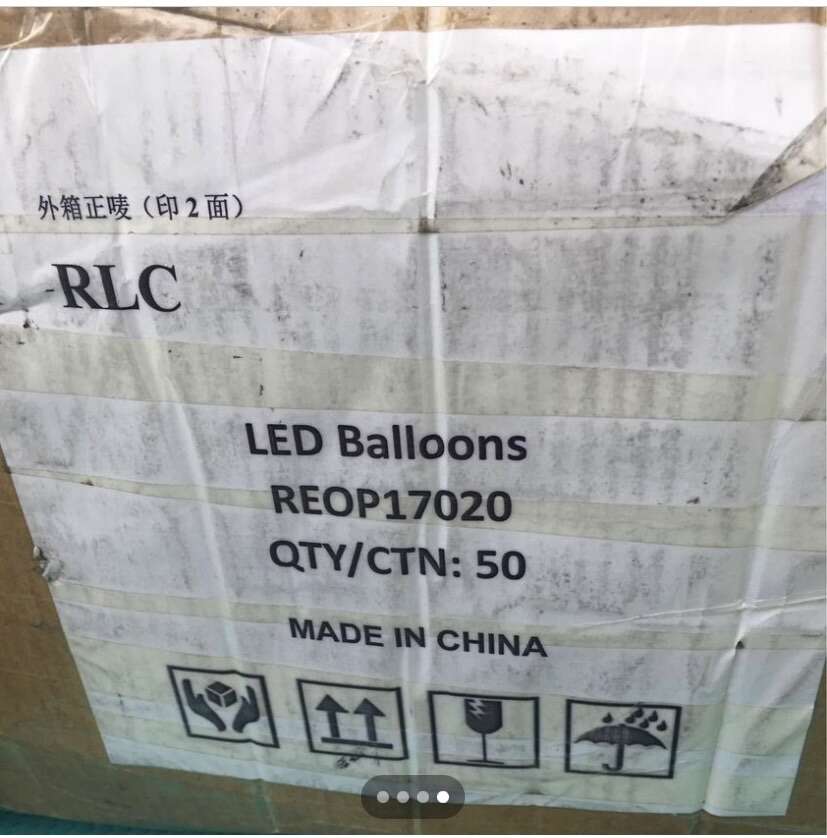 外箱正唛（印2面）
RLC
LED Balloons
REOP17020
QTY/CTN: 50
MADE IN CHINA